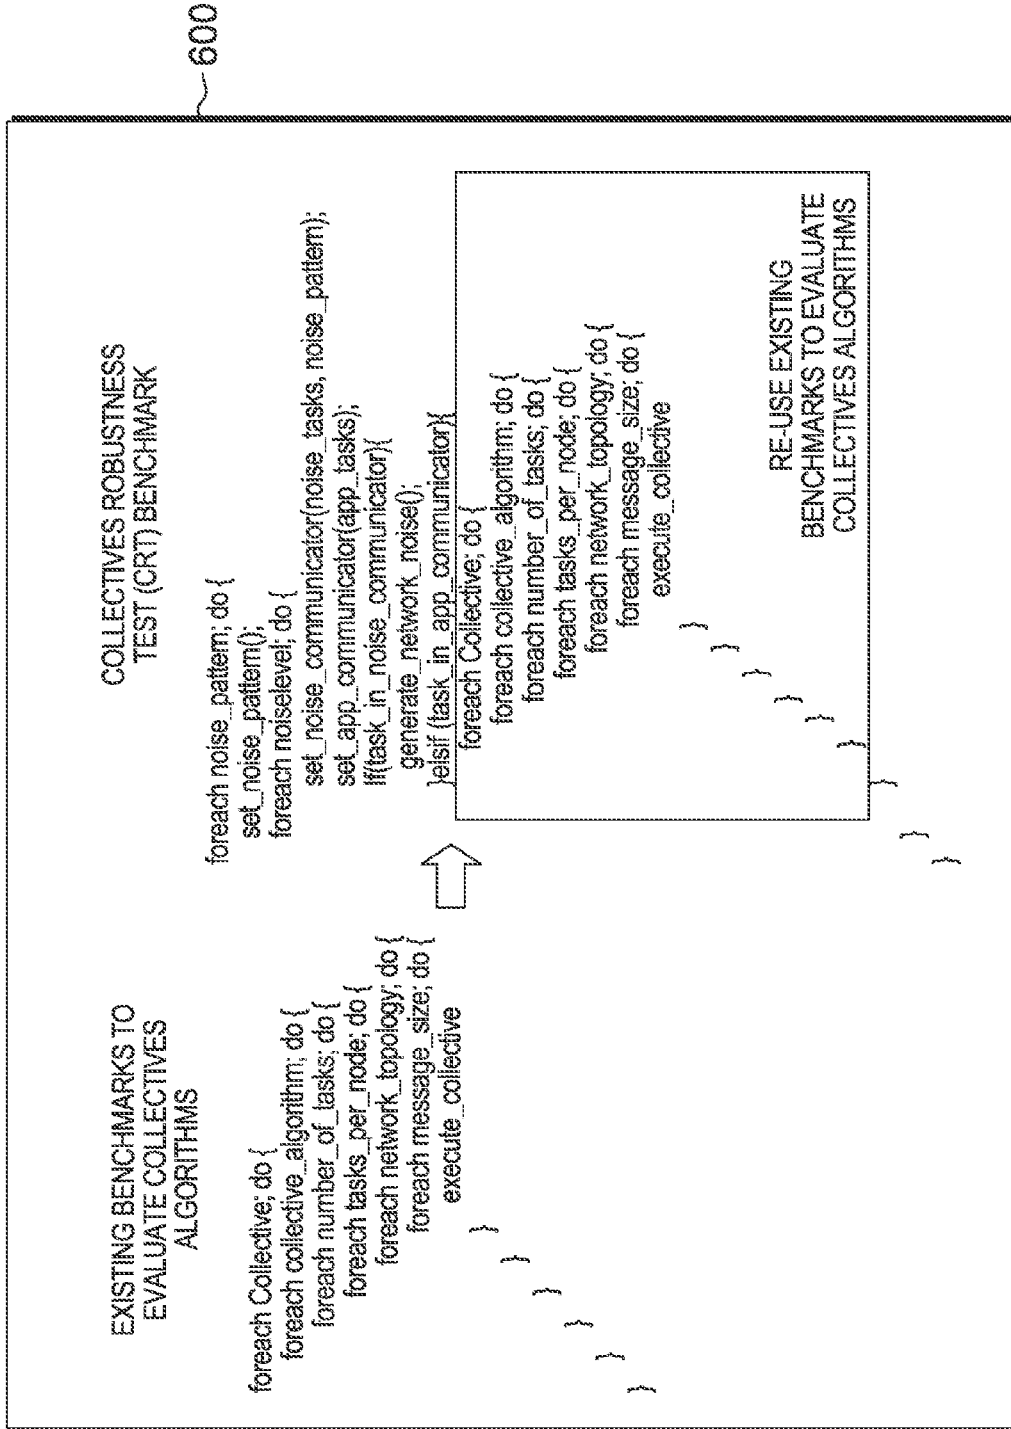 600
EXISTING BENCHMARKS TO
EVALUATE COLLECTIVES
ALGORITHMS
foreach Collective; do {
foreach collective_algorithm; do {
foreach number_of_tasks; do {
foreach tasks_per_node; do {
foreach network_topology; do {
foreach message_size; do {
execute_collective
}
}
}
}
}
}
COLLECTIVES ROBUSTNESS
TEST (CRT) BENCHMARK
foreach noise_pattern; do {
set_noise_pattern();
foreach noiselevel; do {
set_noise_communicator(noise_tasks, noise_pattern);
set_app_communicator(app_tasks);
If(task_in_noise_communicator){
generate_network_noise();
}elsif (task_in_app_communicator){
foreach Collective; do {
foreach collective_algorithm; do {
foreach number_of_tasks; do {
foreach tasks_per_node; do {
foreach network_topology; do {
foreach message_size; do {
execute_collective
}
}
}
}
}
}
}
}
}
RE-USE EXISTING
BENCHMARKS TO EVALUATE
COLLECTIVES ALGORITHMS